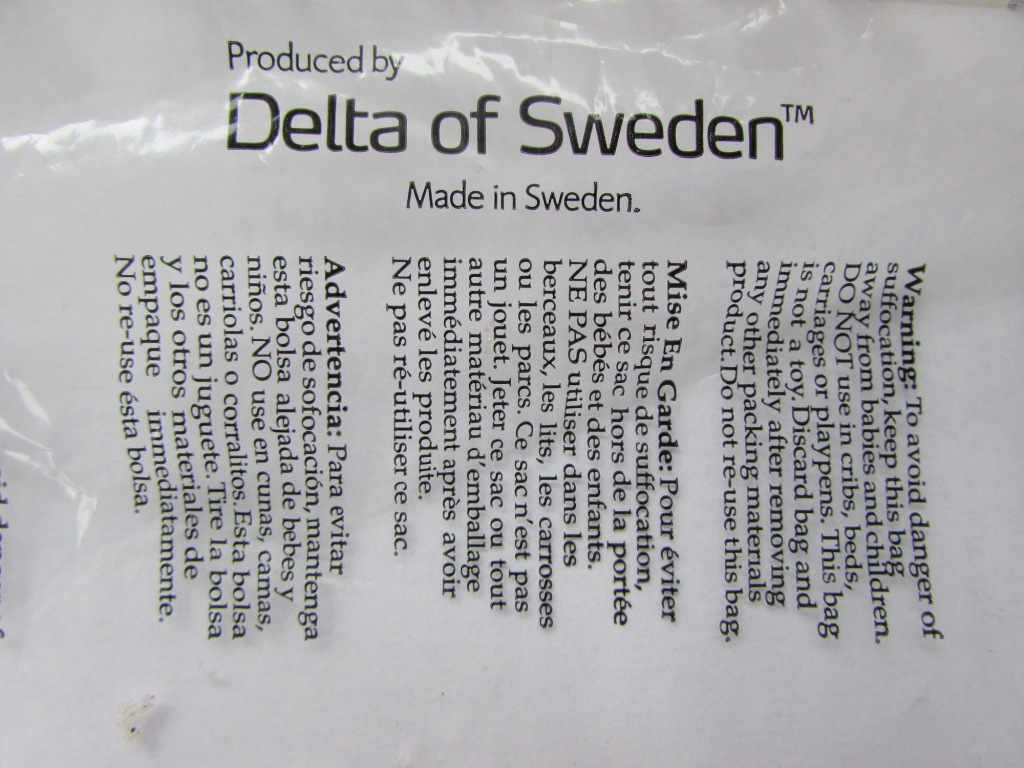 Produced by
Delta of Sweden™
Made in Sweden.
Warning: To avoid danger of
suffocation, keep this bag
away from babies and children.
DO NOT use in cribs, beds,
carriages or playpens. This bag
is not a toy. Discard bag and
immediately after removing
any other packing materials
product. Do not re-use this bag.
Mise En Garde: Pour éviter
tout risque de suffocation,
tenir ce sac hors de la portée
des bébés et des enfants.
NE PAS utiliser dans les
berceaux, les lits, les carrosses
ou les parcs. Ce sac n'est pas
un jouet. Jeter ce sac ou tout
autre matériau d'emballage
immédiatement après avoir
enlevé les produite.
Ne pas ré-utiliser ce sac.
Advertencia: Para evitar
riesgo de sofocación, mantenga
esta bolsa alejada de bebes y
niños. NO use en cunas, camas,
carriolas o corralitos. Esta bolsa
no es un juguete. Tire la bolsa
y los otros materiales de
empaque immediatamente.
No re-use ésta bolsa.